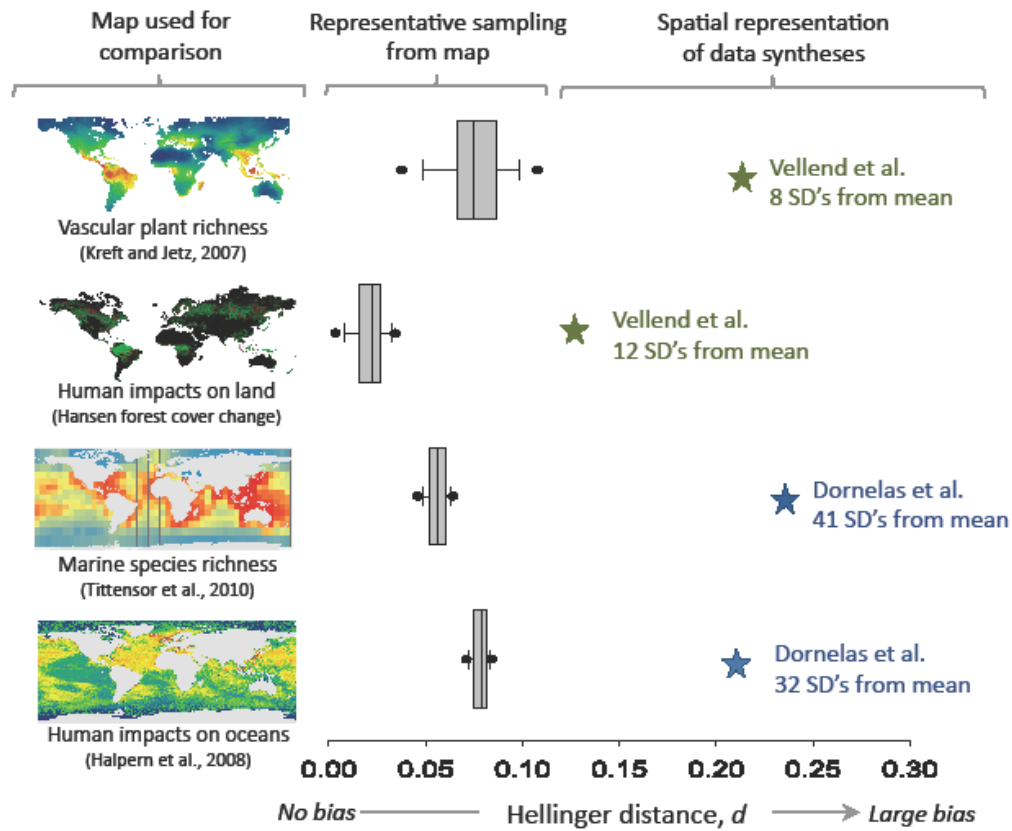 Map used for
comparison
Representative sampling
from map
Spatial representation
of data syntheses
Vascular plant richness
(Kreft and Jetz, 2007)
Vellend et al.
8 SD's from mean
Human impacts on land
(Hansen forest cover change)
Vellend et al.
12 SD's from mean
Marine species richness
(Tittensor et al., 2010)
Dornelas et al.
41 SD's from mean
Human impacts on oceans
(Halpern et al., 2008)
Dornelas et al.
32 SD's from mean
0.00 0.05 0.10 0.15 0.20 0.25 0.30
No bias Hellinger distance, d Large bias